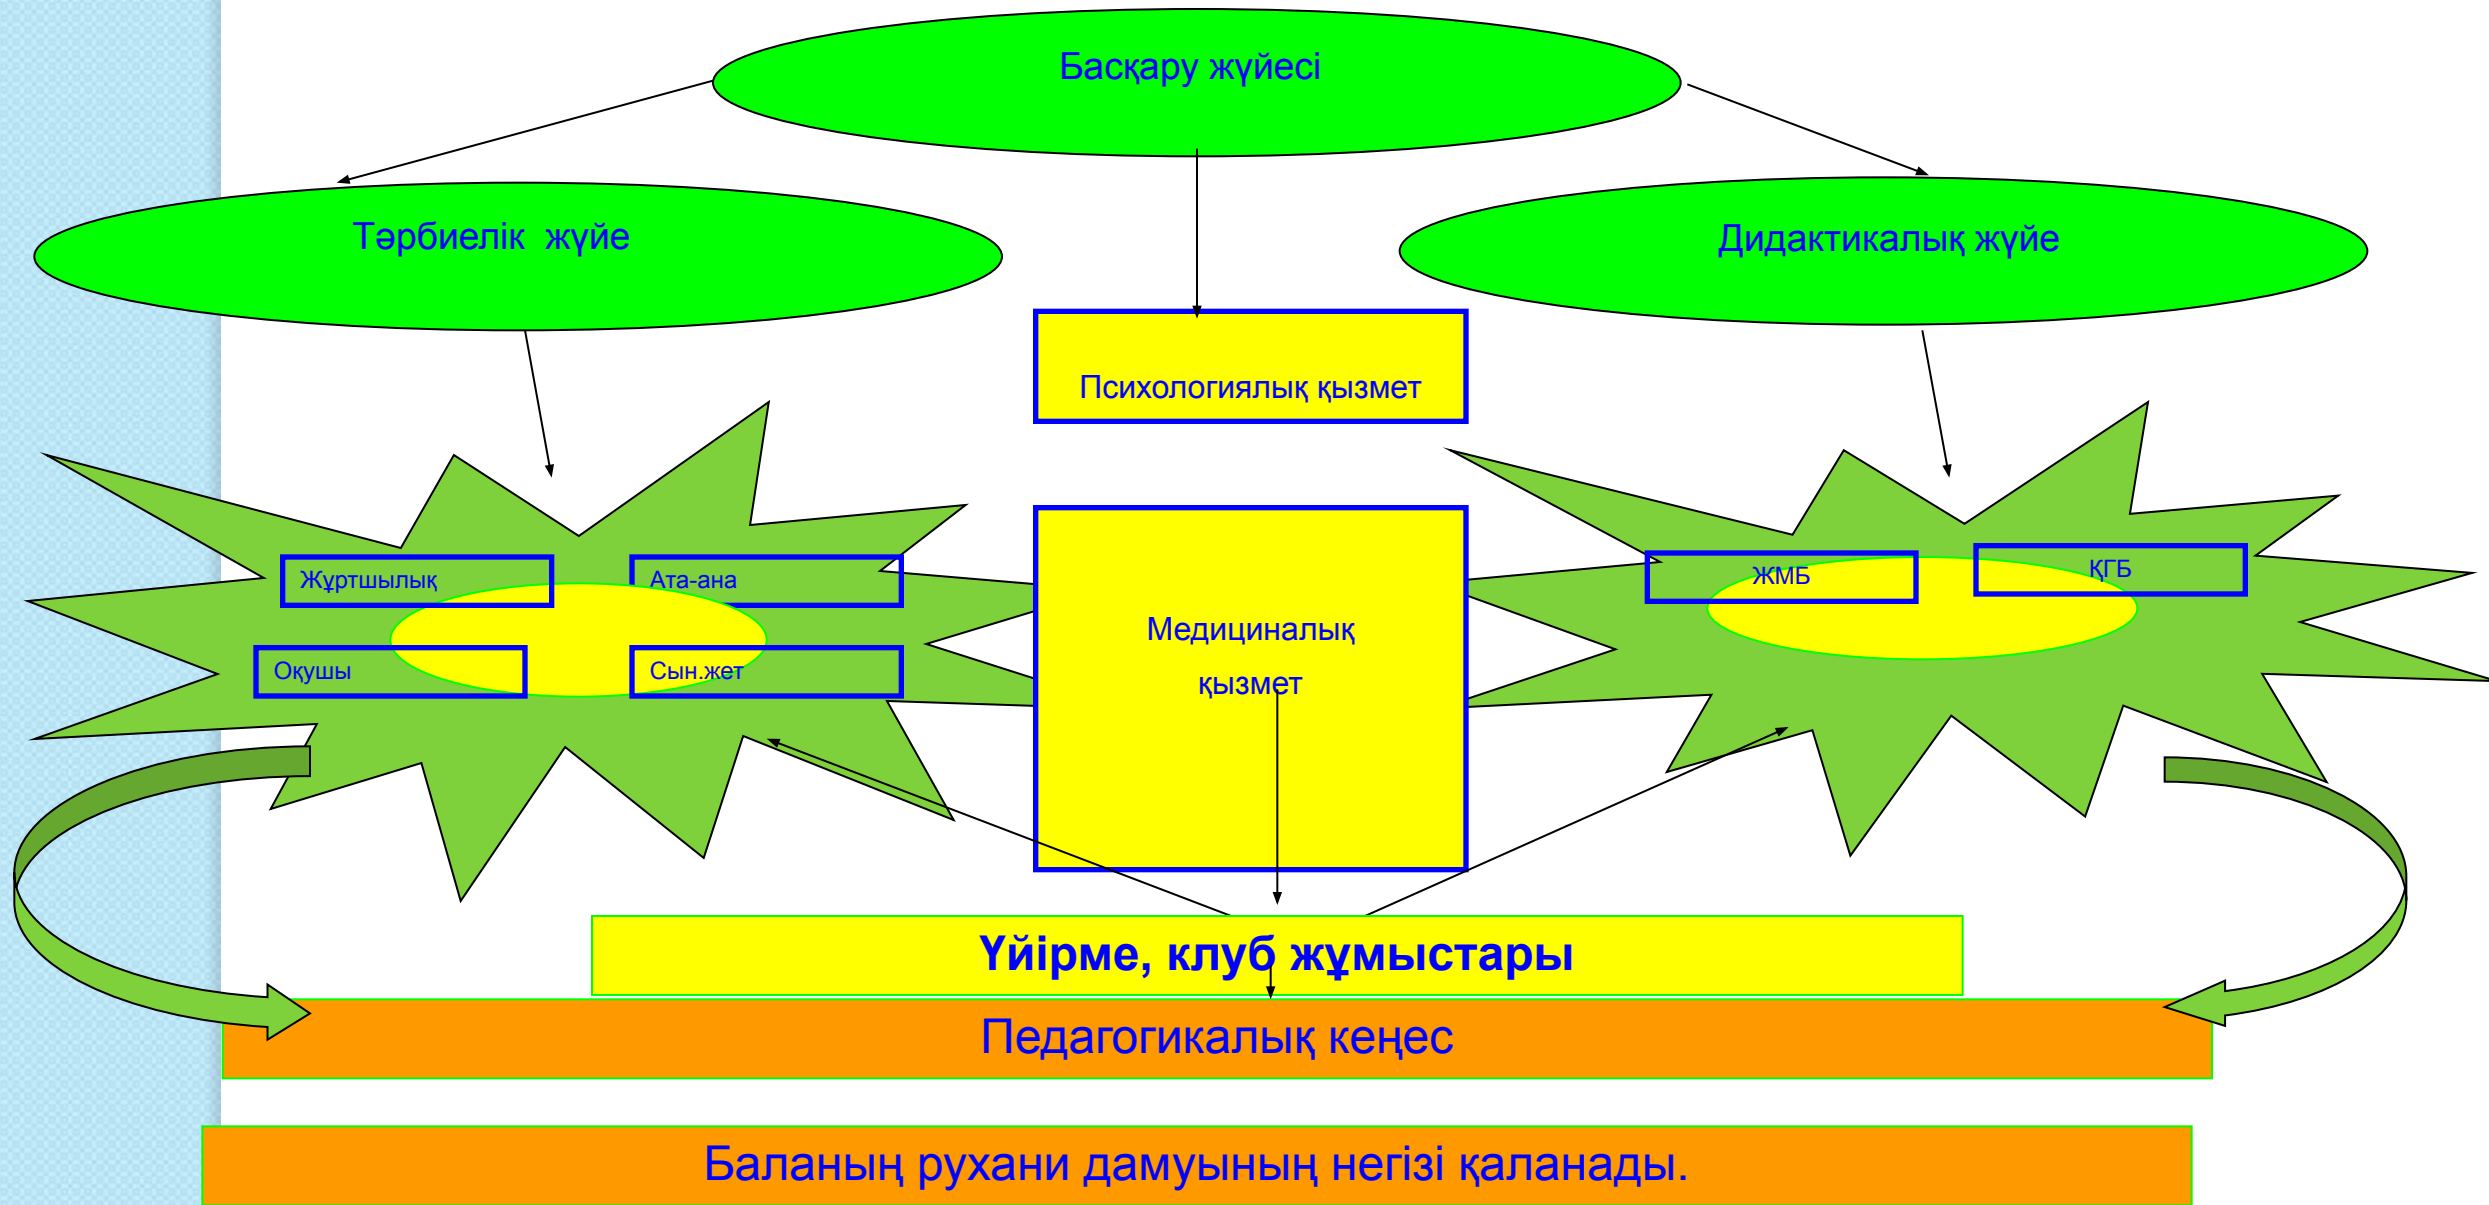 Басқару жүйесі
Тәрбиелік жүйе
Дидактикалық жүйе
Психологиялық қызмет
Жұртшылық
Ата-ана
ЖМБ
ҚГБ
Медициналық
қызмет
Оқушы
Сын.жет
Үйірме, клуб жұмыстары
Педагогикалық кеңес
Баланың рухани дамуының негізі қаланады.